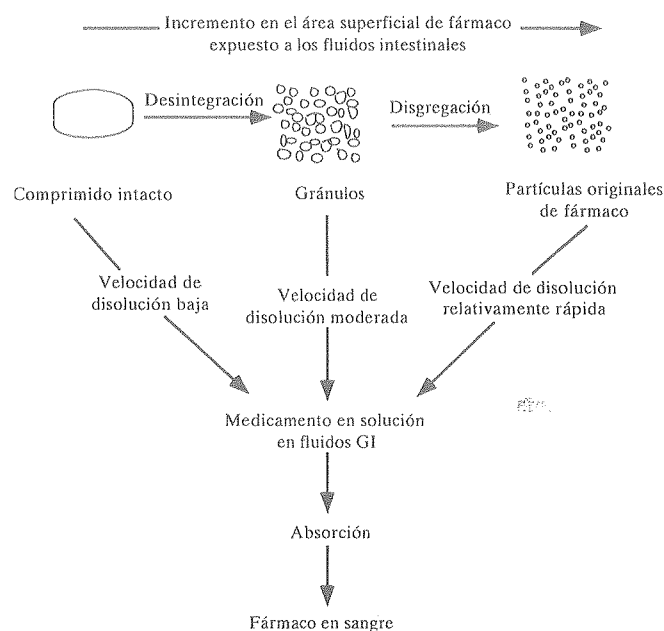 Incremento en el área superficial de fármaco
expuesto a los fluidos intestinales
Desintegración
Disgregación
Comprimido intacto
Gránulos
Partículas originales
de fármaco
Velocidad de
disolución baja
Velocidad de
disolución moderada
Velocidad de disolución
relativamente rápida
Medicamento en solución
en fluidos GI
Absorción
Fármaco en sangre